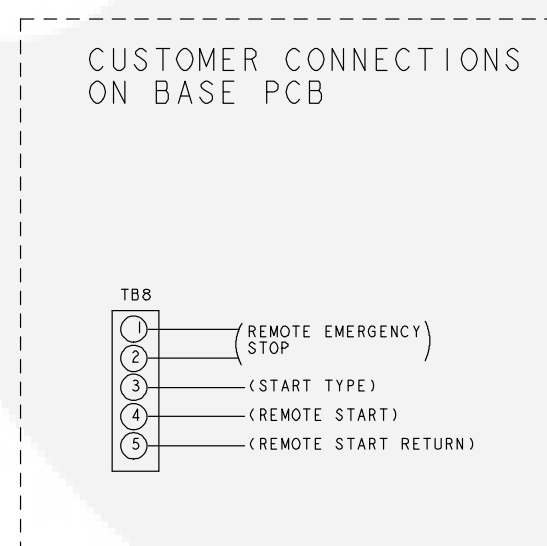 CUSTOMER CONNECTIONS
ON BASE PCB
TB8
1
(REMOTE EMERGENCY)
STOP
2
3 (START TYPE)
4 (REMOTE START)
5 (REMOTE START RETURN)